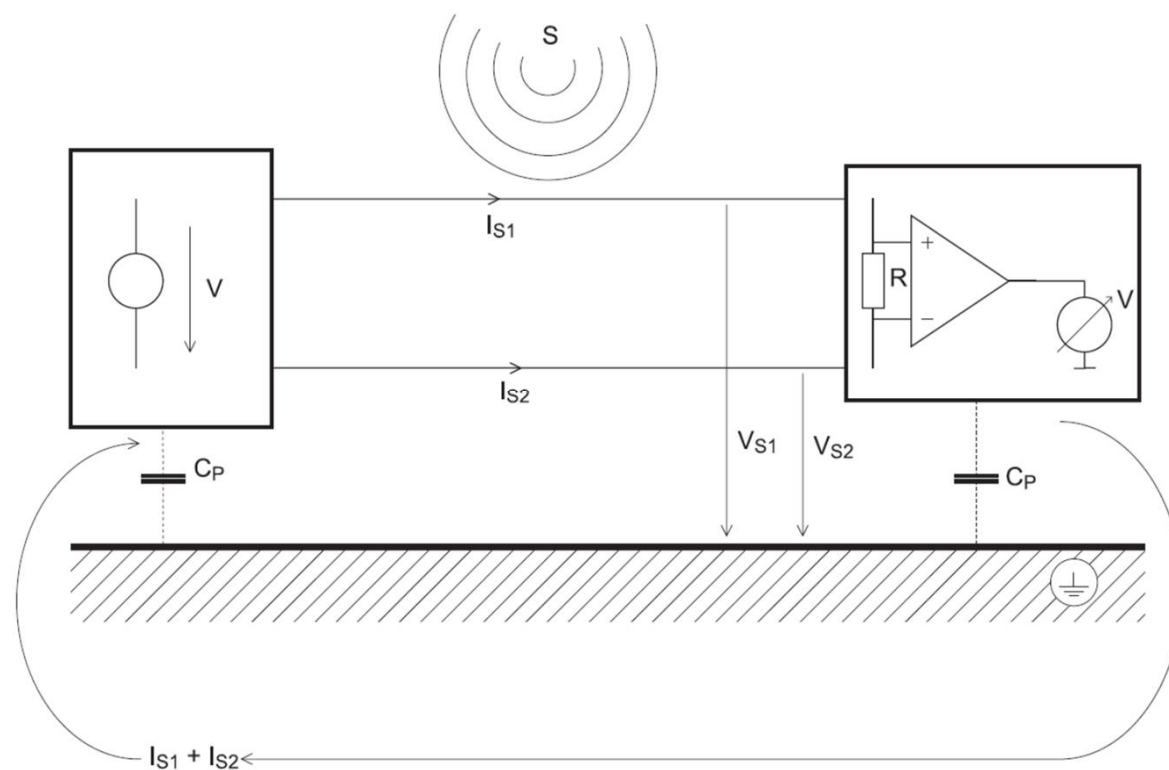 S
I_S1
V
+
R
−
V
I_S2
V_S1
V_S2
C_P
C_P
I_S1 + I_S2